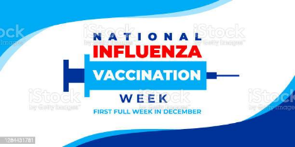 NATIONAL
INFLUENZA
VACCINATION
WEEK
FIRST FULL WEEK IN DECEMBER